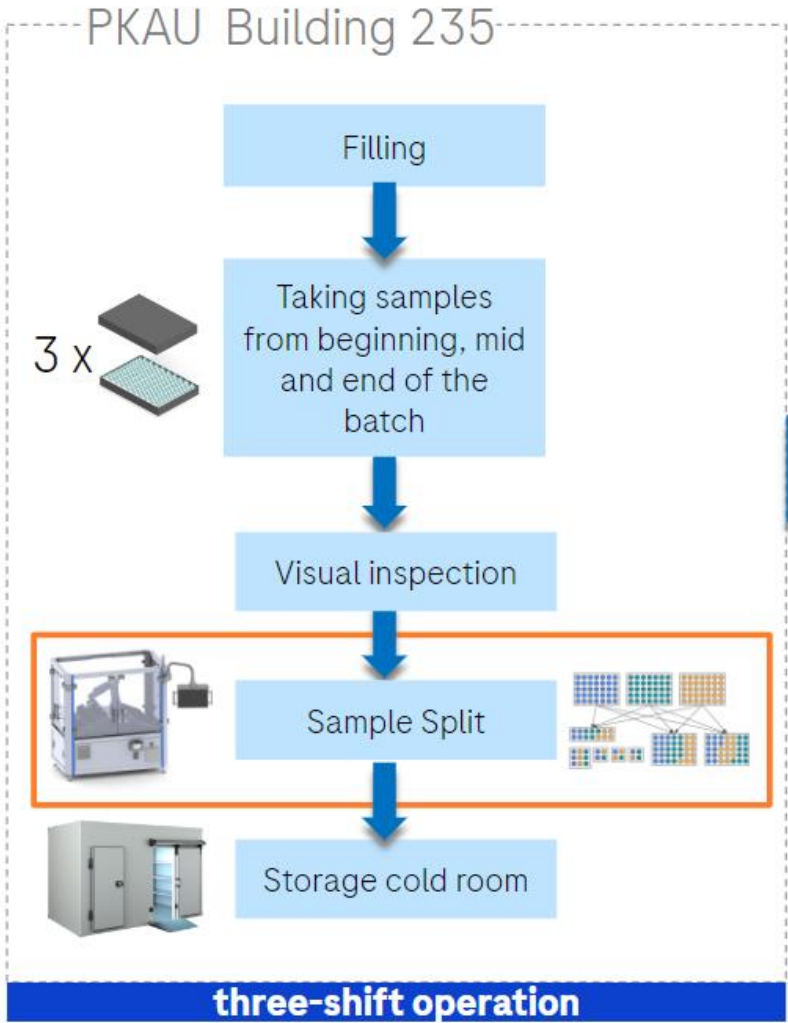 PKAU Building 235
Filling
Taking samples
from beginning, mid
and end of the
batch
3 x
Visual inspection
Sample Split
Storage cold room
three-shift operation